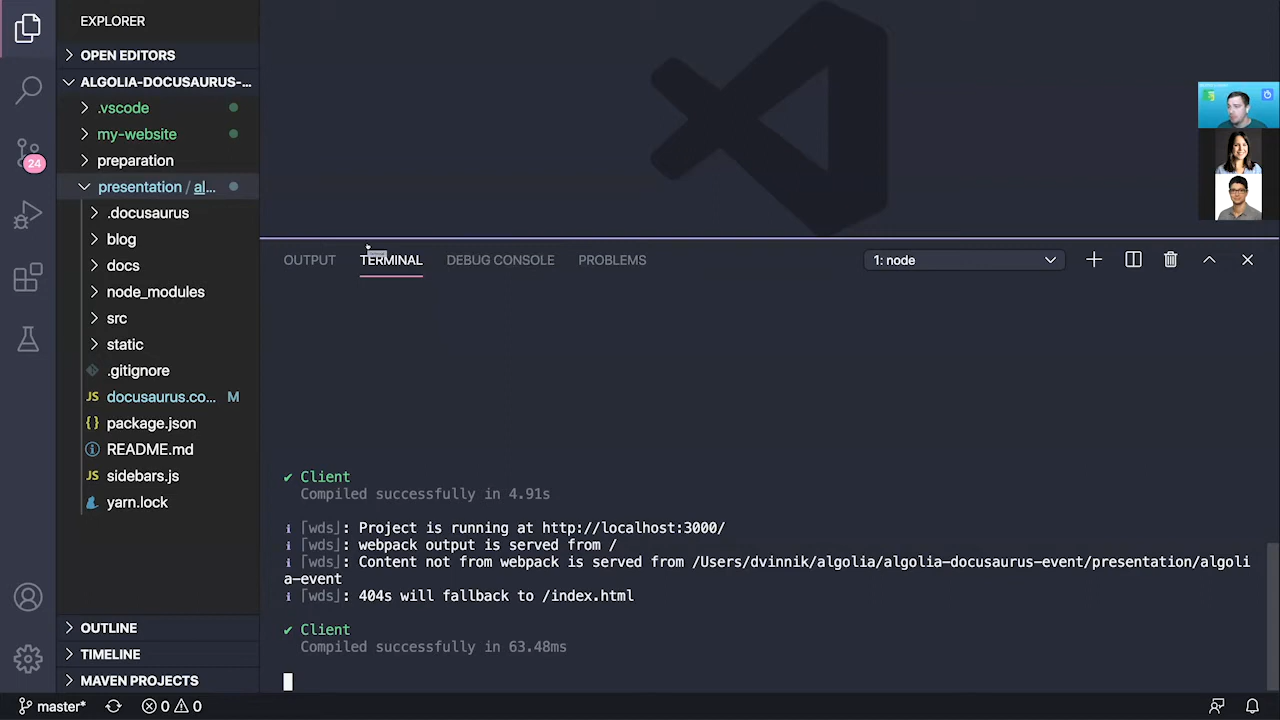 EXPLORER
OPEN EDITORS
ALGOLIA-DOCUSAURUS-...
.vscode
my-website
preparation
presentation / al...
.docusaurus
blog
docs
node_modules
src
static
.gitignore
JS docusaurus.co... M
{} package.json
README.md
JS sidebars.js
yarn.lock
OUTLINE
TIMELINE
MAVEN PROJECTS
24
OUTPUT TERMINAL DEBUG CONSOLE PROBLEMS 1: node
✔ Client
Compiled successfully in 4.91s
ℹ ｢wds｣: Project is running at http://localhost:3000/
ℹ ｢wds｣: webpack output is served from /
ℹ ｢wds｣: Content not from webpack is served from /Users/dvinnik/algolia/algolia-docusaurus-event/presentation/algoli
a-event
ℹ ｢wds｣: 404s will fallback to /index.html
✔ Client
Compiled successfully in 63.48ms
master* 0 0